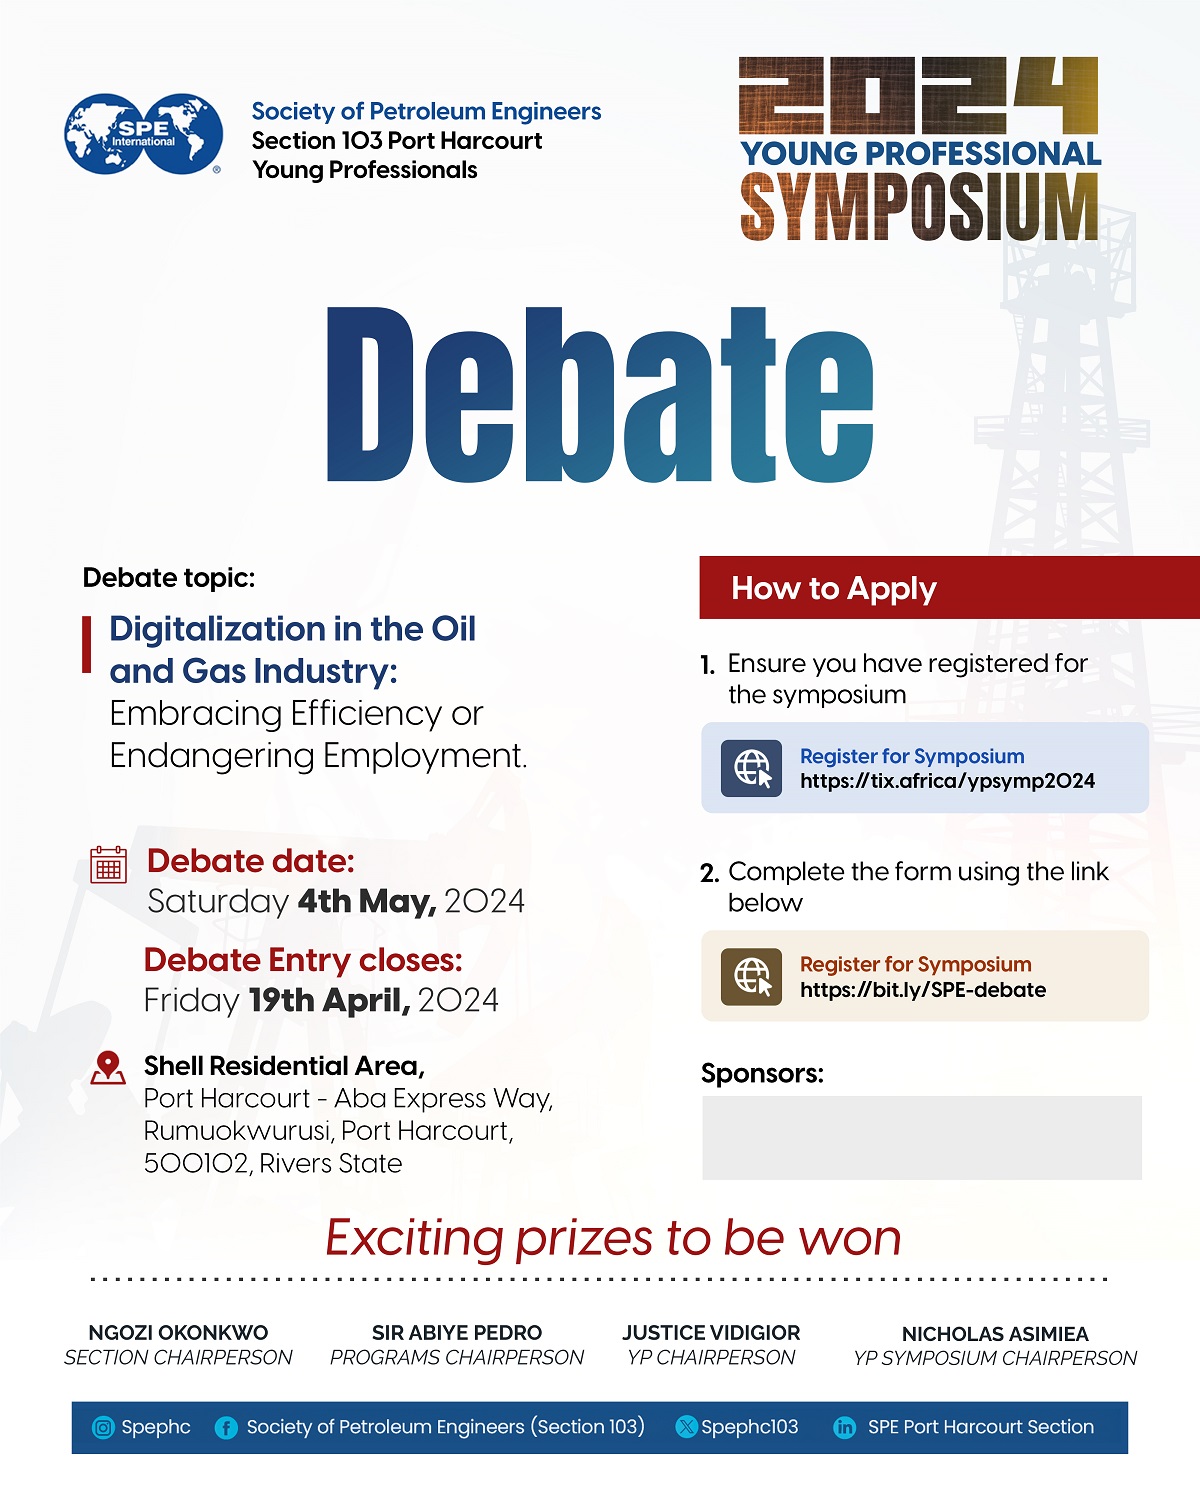 SPE
International
®
Society of Petroleum Engineers
Section 103 Port Harcourt
Young Professionals
2024
YOUNG PROFESSIONAL
SYMPOSIUM
Debate
Debate topic:
Digitalization in the Oil
and Gas Industry:
Embracing Efficiency or
Endangering Employment.
Debate date:
Saturday 4th May, 2024
Debate Entry closes:
Friday 19th April, 2024
Shell Residential Area,
Port Harcourt - Aba Express Way,
Rumuokwurusi, Port Harcourt,
500102, Rivers State
How to Apply
1. Ensure you have registered for
the symposium
Register for Symposium
https://tix.africa/ypsymp2024
2. Complete the form using the link
below
Register for Symposium
https://bit.ly/SPE-debate
Sponsors:
Exciting prizes to be won
NGOZI OKONKWO
SECTION CHAIRPERSON
SIR ABIYE PEDRO
PROGRAMS CHAIRPERSON
JUSTICE VIDIGIOR
YP CHAIRPERSON
NICHOLAS ASIMIEA
YP SYMPOSIUM CHAIRPERSON
Spephc
Society of Petroleum Engineers (Section 103)
Spephc103
SPE Port Harcourt Section